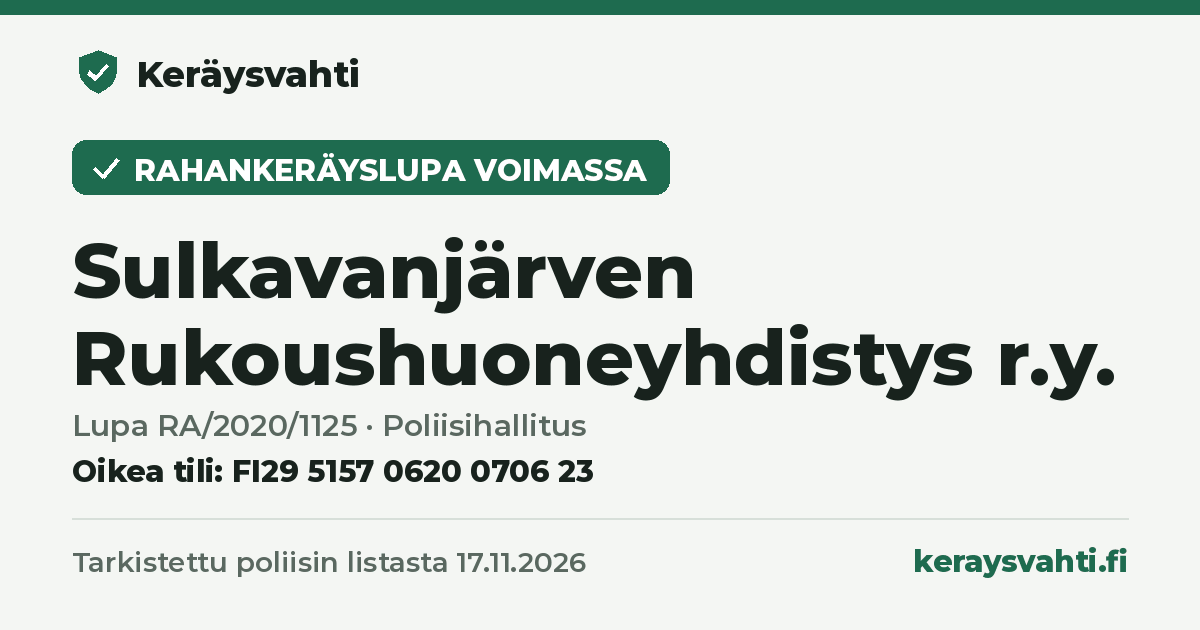 Keräysvahti
RAHANKERÄYSLUPA VOIMASSA
Sulkavanjärven
Rukoushuoneyhdistys r.y.
Lupa RA/2020/1125 · Poliisihallitus
Oikea tili: FI29 5157 0620 0706 23
Tarkistettu poliisin listasta 17.11.2026
keraysvahti.fi